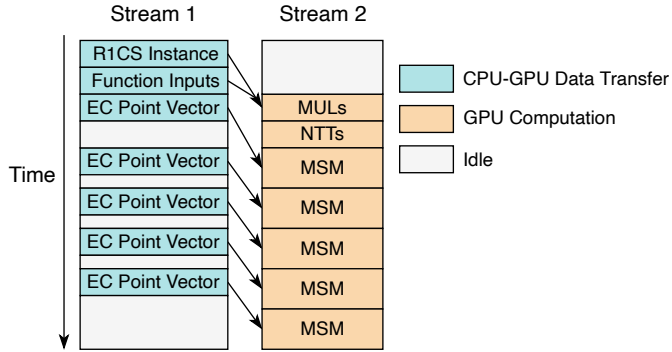 Stream 1
Stream 2
R1CS Instance
Function Inputs
EC Point Vector
EC Point Vector
EC Point Vector
EC Point Vector
EC Point Vector
MULs
NTTs
MSM
MSM
MSM
MSM
MSM
Time
CPU-GPU Data Transfer
GPU Computation
Idle